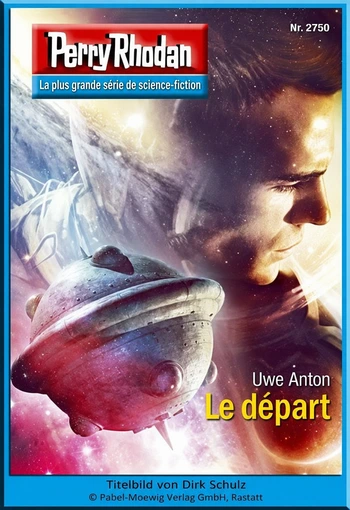 Nr. 2750
Perry Rhodan
La plus grande série de science-fiction
Uwe Anton
Le départ
Titelbild von Dirk Schulz
© Pabel-Moewig Verlag GmbH, Rastatt